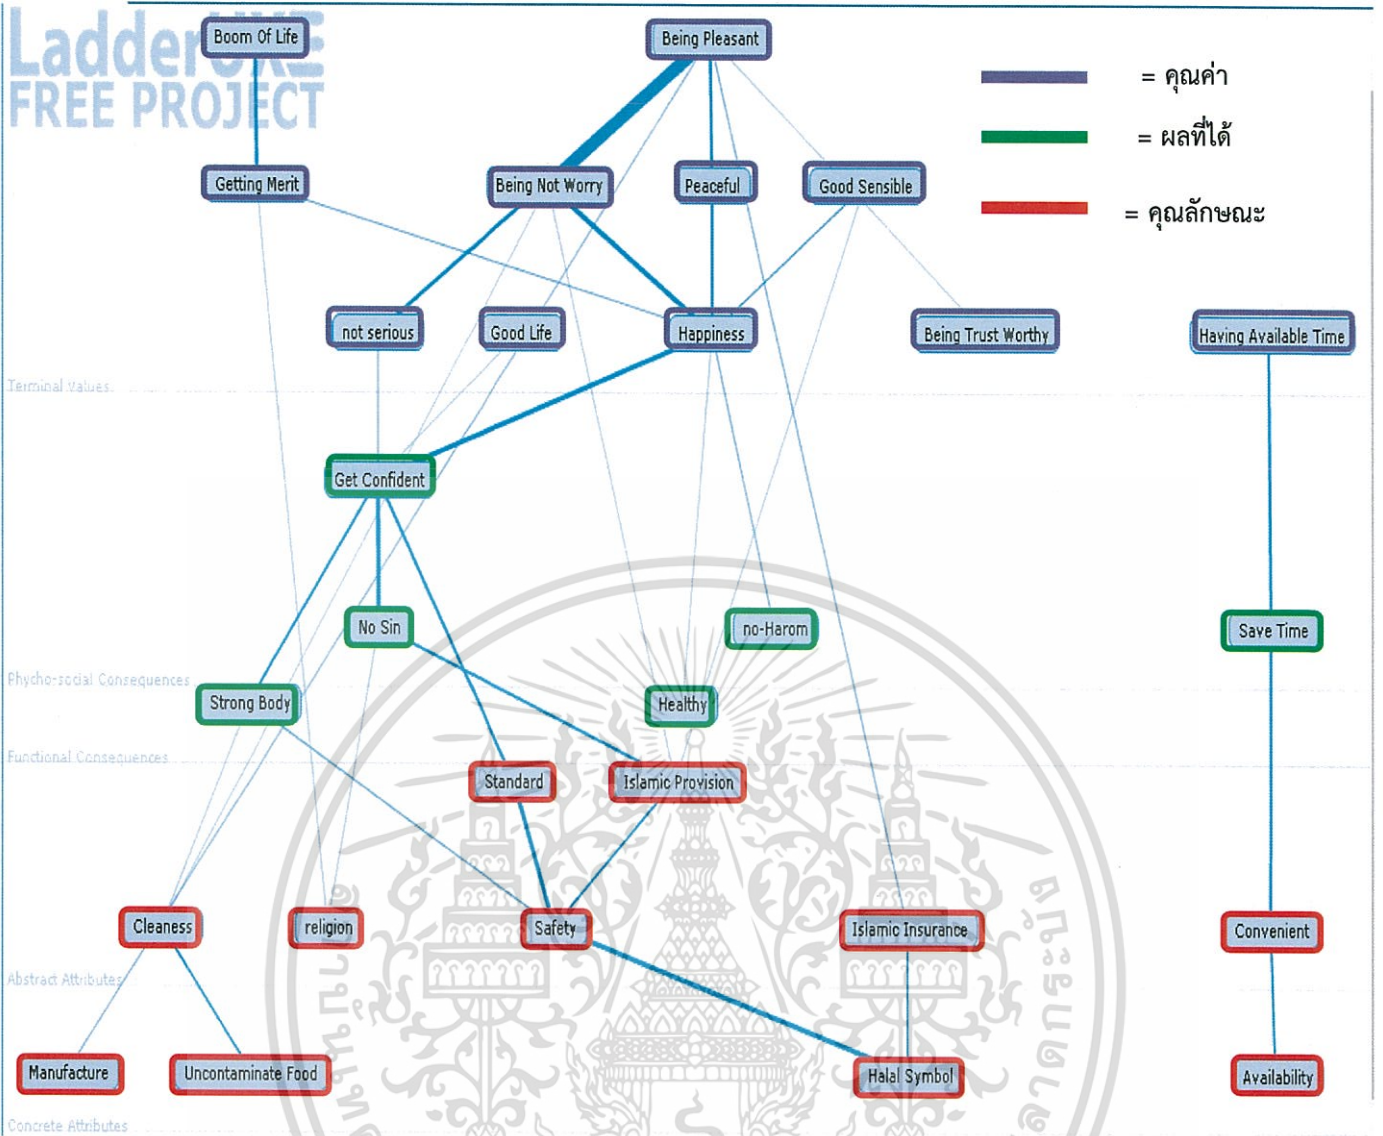 LadderUXE
FREE PROJECT
Boom Of Life
Being Pleasant
= คุณค่า
= ผลที่ได้
= คุณลักษณะ
Getting Merit
Being Not Worry
Peaceful
Good Sensible
not serious
Good Life
Happiness
Being Trust Worthy
Having Available Time
Terminal Values
Get Confident
No Sin
no-Harom
Save Time
Phycho-social Consequences
Strong Body
Healthy
Functional Consequences
Standard
Islamic Provision
Cleaness
religion
Safety
Islamic Insurance
Convenient
Abstract Attributes
Manufacture
Uncontaminate Food
Halal Symbol
Availability
Concrete Attributes